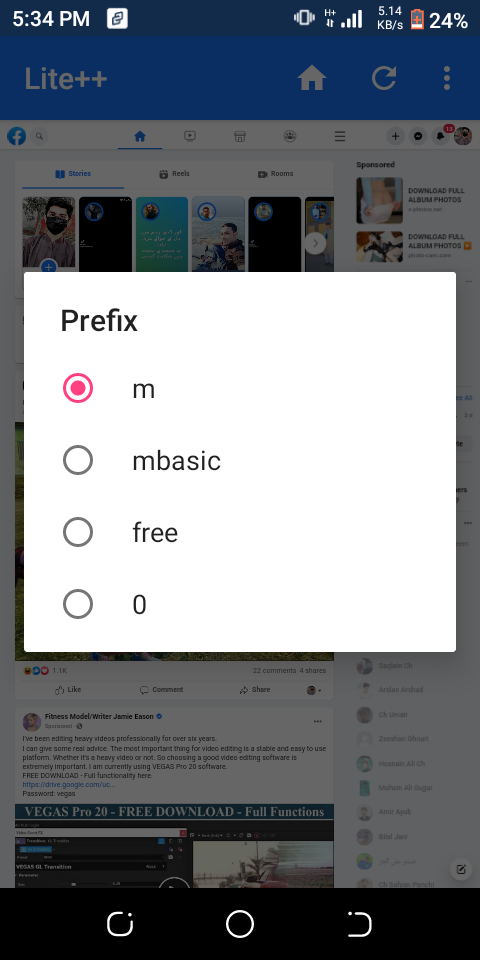 5:34 PM
H+
5.14
KB/s
24%
Lite++
13
Stories
Reels
Rooms
Sponsored
DOWNLOAD FULL
ALBUM PHOTOS
DOWNLOAD FULL
ALBUM PHOTOS
Prefix
m
mbasic
free
0
1.1K
22 comments 4 shares
Like
Comment
Share
Saqlain Ch
Arslan Arshad
Ch Umair
Zeeshan Ghouri
Hussain Ali Ch
Mohsin Ali Gujjar
Amir Ayub
Bilal Jani
Ch Safyan Panchi
Fitness Model/Writer Jamie Eason
Sponsored
I've been editing heavy videos professionally for over six years.
I can give some real advice. The most important thing for video editing is a stable and easy to use
platform. Whether it's a heavy video or not. So choosing a good video editing software is
extremely important. I am currently using VEGAS Pro 20 software.
FREE DOWNLOAD - Full functionality here.
https://drive.google.com/uc...
Password: vegas
VEGAS Pro 20 - FREE DOWNLOAD - Full Functions
VEGAS GL Transition